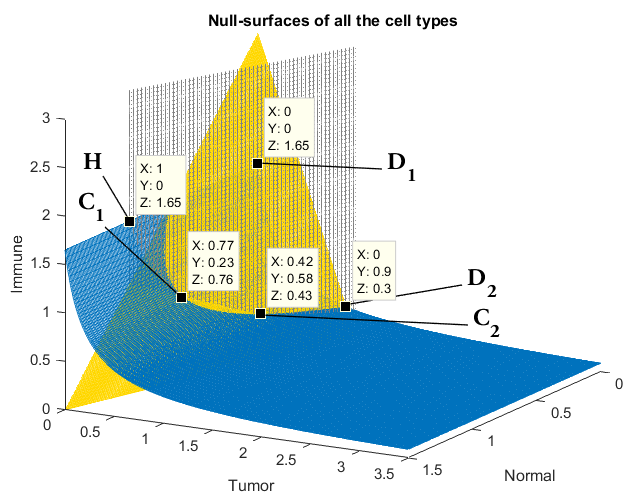 Null-surfaces of all the cell types
X: 0
Y: 0
Z: 1.65
D1
H
X: 1
Y: 0
Z: 1.65
C1
X: 0.77
Y: 0.23
Z: 0.76
X: 0.42
Y: 0.58
Z: 0.43
X: 0
Y: 0.9
Z: 0.3
D2
C2
Immune
3
2.5
2
1.5
1
0.5
0
0
0.5
1
1.5
2
2.5
3
3.5
Tumor
1.5
1
0.5
0
Normal